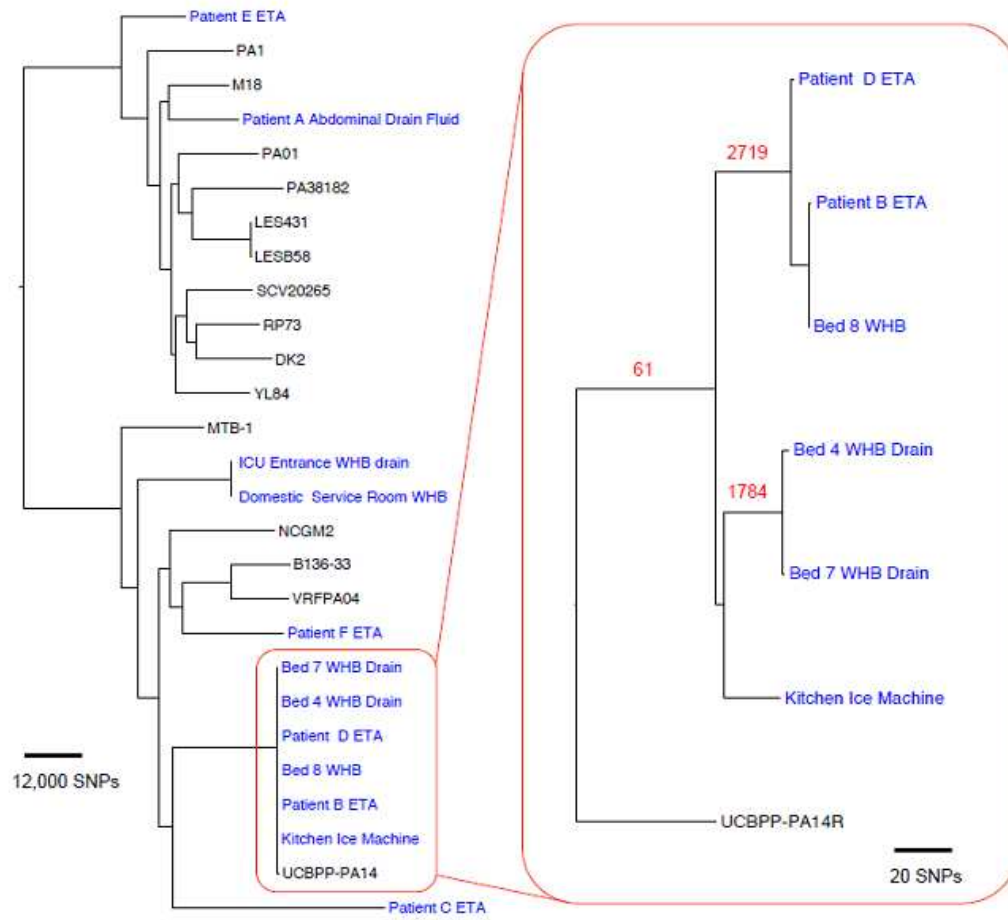 Patient E ETA
PA1
M18
Patient A Abdominal Drain Fluid
PA01
PA38182
LES431
LESB58
SCV20265
RP73
DK2
YL84
MTB-1
ICU Entrance WHB drain
Domestic Service Room WHB
NCGM2
B136-33
VRFPA04
Patient F ETA
Bed 7 WHB Drain
Bed 4 WHB Drain
Patient D ETA
Bed 8 WHB
Patient B ETA
Kitchen Ice Machine
UCBPP-PA14
Patient C ETA
12,000 SNPs
Patient D ETA
2719
Patient B ETA
Bed 8 WHB
61
Bed 4 WHB Drain
1784
Bed 7 WHB Drain
Kitchen Ice Machine
UCBPP-PA14R
20 SNPs